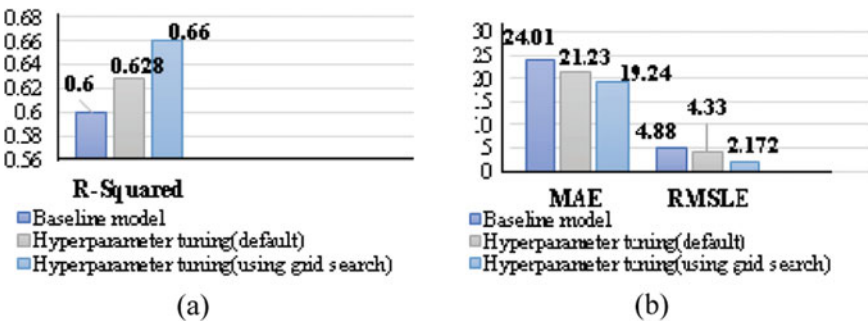 0.68
0.66
0.64
0.62
0.6
0.58
0.56
0.6
0.628
0.66
R-Squared
Baseline model
Hyperparameter tuning(default)
Hyperparameter tuning(using grid search)
(a)
30
25
20
15
10
5
0
24.01
21.23
19.24
4.88
4.33
2.172
MAE RMSLE
Baseline model
Hyperparameter tuning(default)
Hyperparameter tuning(using grid search)
(b)